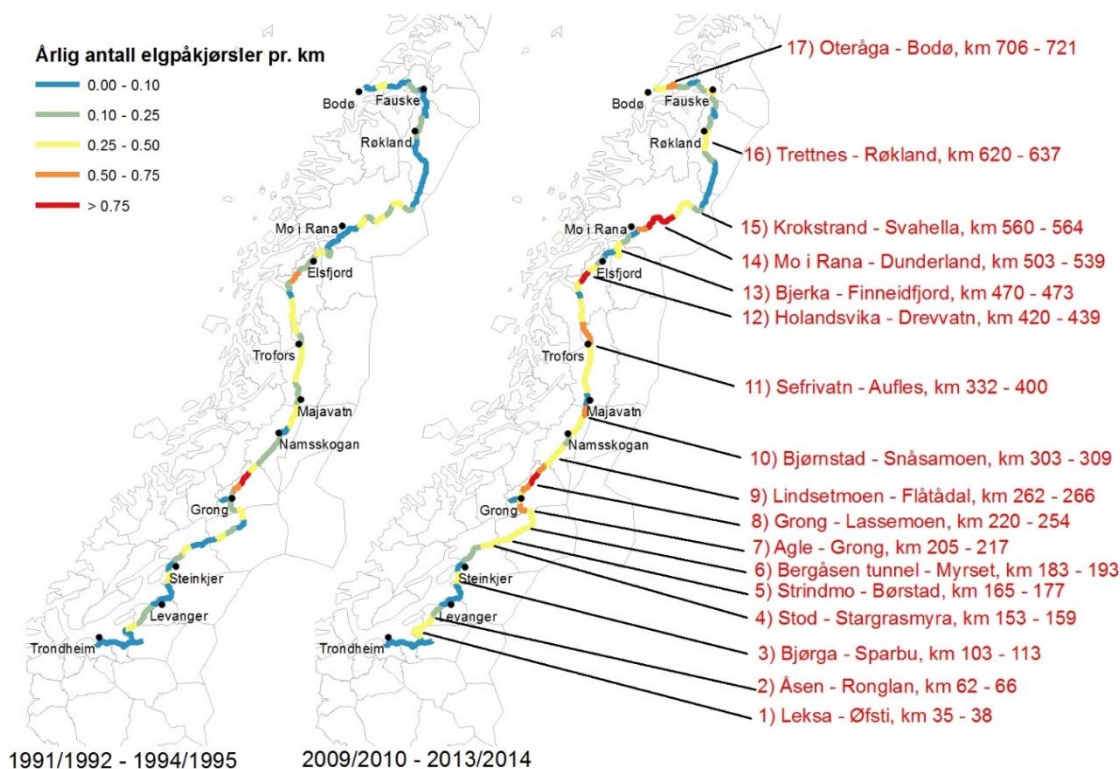 Årlig antall elgpåkjørsler pr. km
0.00 - 0.10
0.10 - 0.25
0.25 - 0.50
0.50 - 0.75
> 0.75
Bodø
Fauske
Røkland
Mo i Rana
Elsfjord
Trofors
Majavatn
Namsskogan
Grong
Steinkjer
Levanger
Trondheim
1991/1992 - 1994/1995
Bodø
Fauske
Røkland
Mo i Rana
Elsfjord
Trofors
Majavatn
Namsskogan
Grong
Steinkjer
Levanger
Trondheim
2009/2010 - 2013/2014
17) Oteråga - Bodø, km 706 - 721
16) Trettnes - Røkland, km 620 - 637
15) Krokstrand - Svahella, km 560 - 564
14) Mo i Rana - Dunderland, km 503 - 539
13) Bjerka - Finneidfjord, km 470 - 473
12) Holandsvika - Drevvatn, km 420 - 439
11) Sefrivatn - Aufles, km 332 - 400
10) Bjørnstad - Snåsamoen, km 303 - 309
9) Lindsetmoen - Flåtådal, km 262 - 266
8) Grong - Lassemoen, km 220 - 254
7) Agle - Grong, km 205 - 217
6) Bergåsen tunnel - Myrset, km 183 - 193
5) Strindmo - Børstad, km 165 - 177
4) Stod - Stargrasmyra, km 153 - 159
3) Bjørga - Sparbu, km 103 - 113
2) Åsen - Ronglan, km 62 - 66
1) Leksa - Øfsti, km 35 - 38